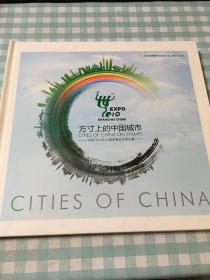 EXPO
2010
SHANGHAI CHINA
方寸上的中国城市
CITIES OF CHINA ON STAMPS
CITIES OF CHINA